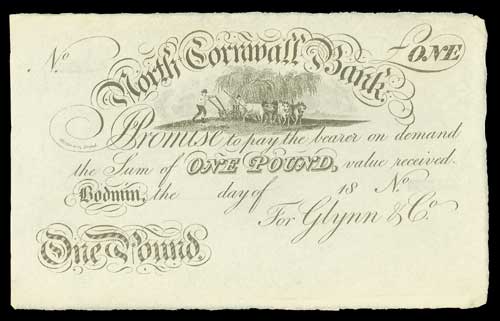 No
North Cornwall Bank.
£ ONE
Promise to pay the bearer on demand
the Sum of ONE POUND, value received.
Bodmin, the day of 18 No
For Glynn & Co
One Pound.